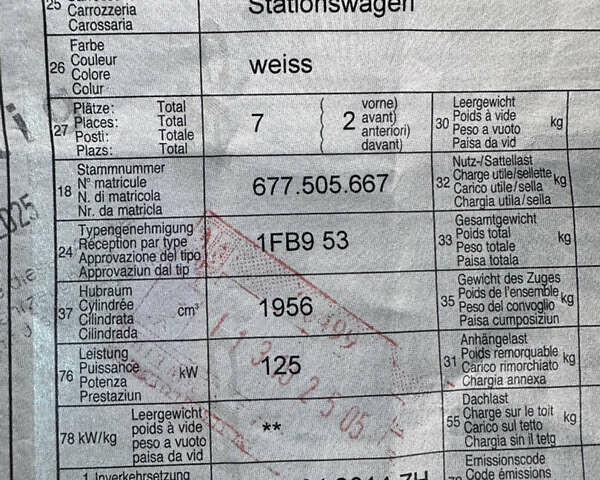 25 Carrozzeria Stationswagen
Carossaria
Farbe
26 Couleur weiss
Colore
Colur
Plätze: Total vorne) Leergewicht
27 Places: Total 7 ( 2 avant) 30 Poids à vide kg
Posti: Totale anteriori) Peso a vuoto
Plazs: Total davant) Paisa da vid
Stammnummer Nutz-/Sattellast
18 N° matricule 677.505.667 32 Charge utile/sellette kg
N. di matricola Carico utile/sella
Nr. da matricla Chargia utila/sella
Typengenehmigung Gesamtgewicht
24 Réception par type 1FB9 53 33 Poids total kg
Approvazione del tipo Peso totale
Approvaziun dal tip Paisa totala
Hubraum Gewicht des Zuges
37 Cylindrée cm³ 1956 35 Poids de l'ensemble kg
Cilindrata Peso del convoglio
Cilindrada Paisa cumposiziun
Leistung Anhängelast
76 Puissance kW 125 31 Poids remorquable kg
Potenza Carico rimorchiato
Prestaziun Chargia annexa
Leergewicht Dachlast
78 kW/kg poids à vide ** 55 Charge sur le toit kg
peso a vuoto Carico sul tetto
paisa da vid Chargia sin il tetg
1. Inverkehrsetzung Emissionscode
Code émissions